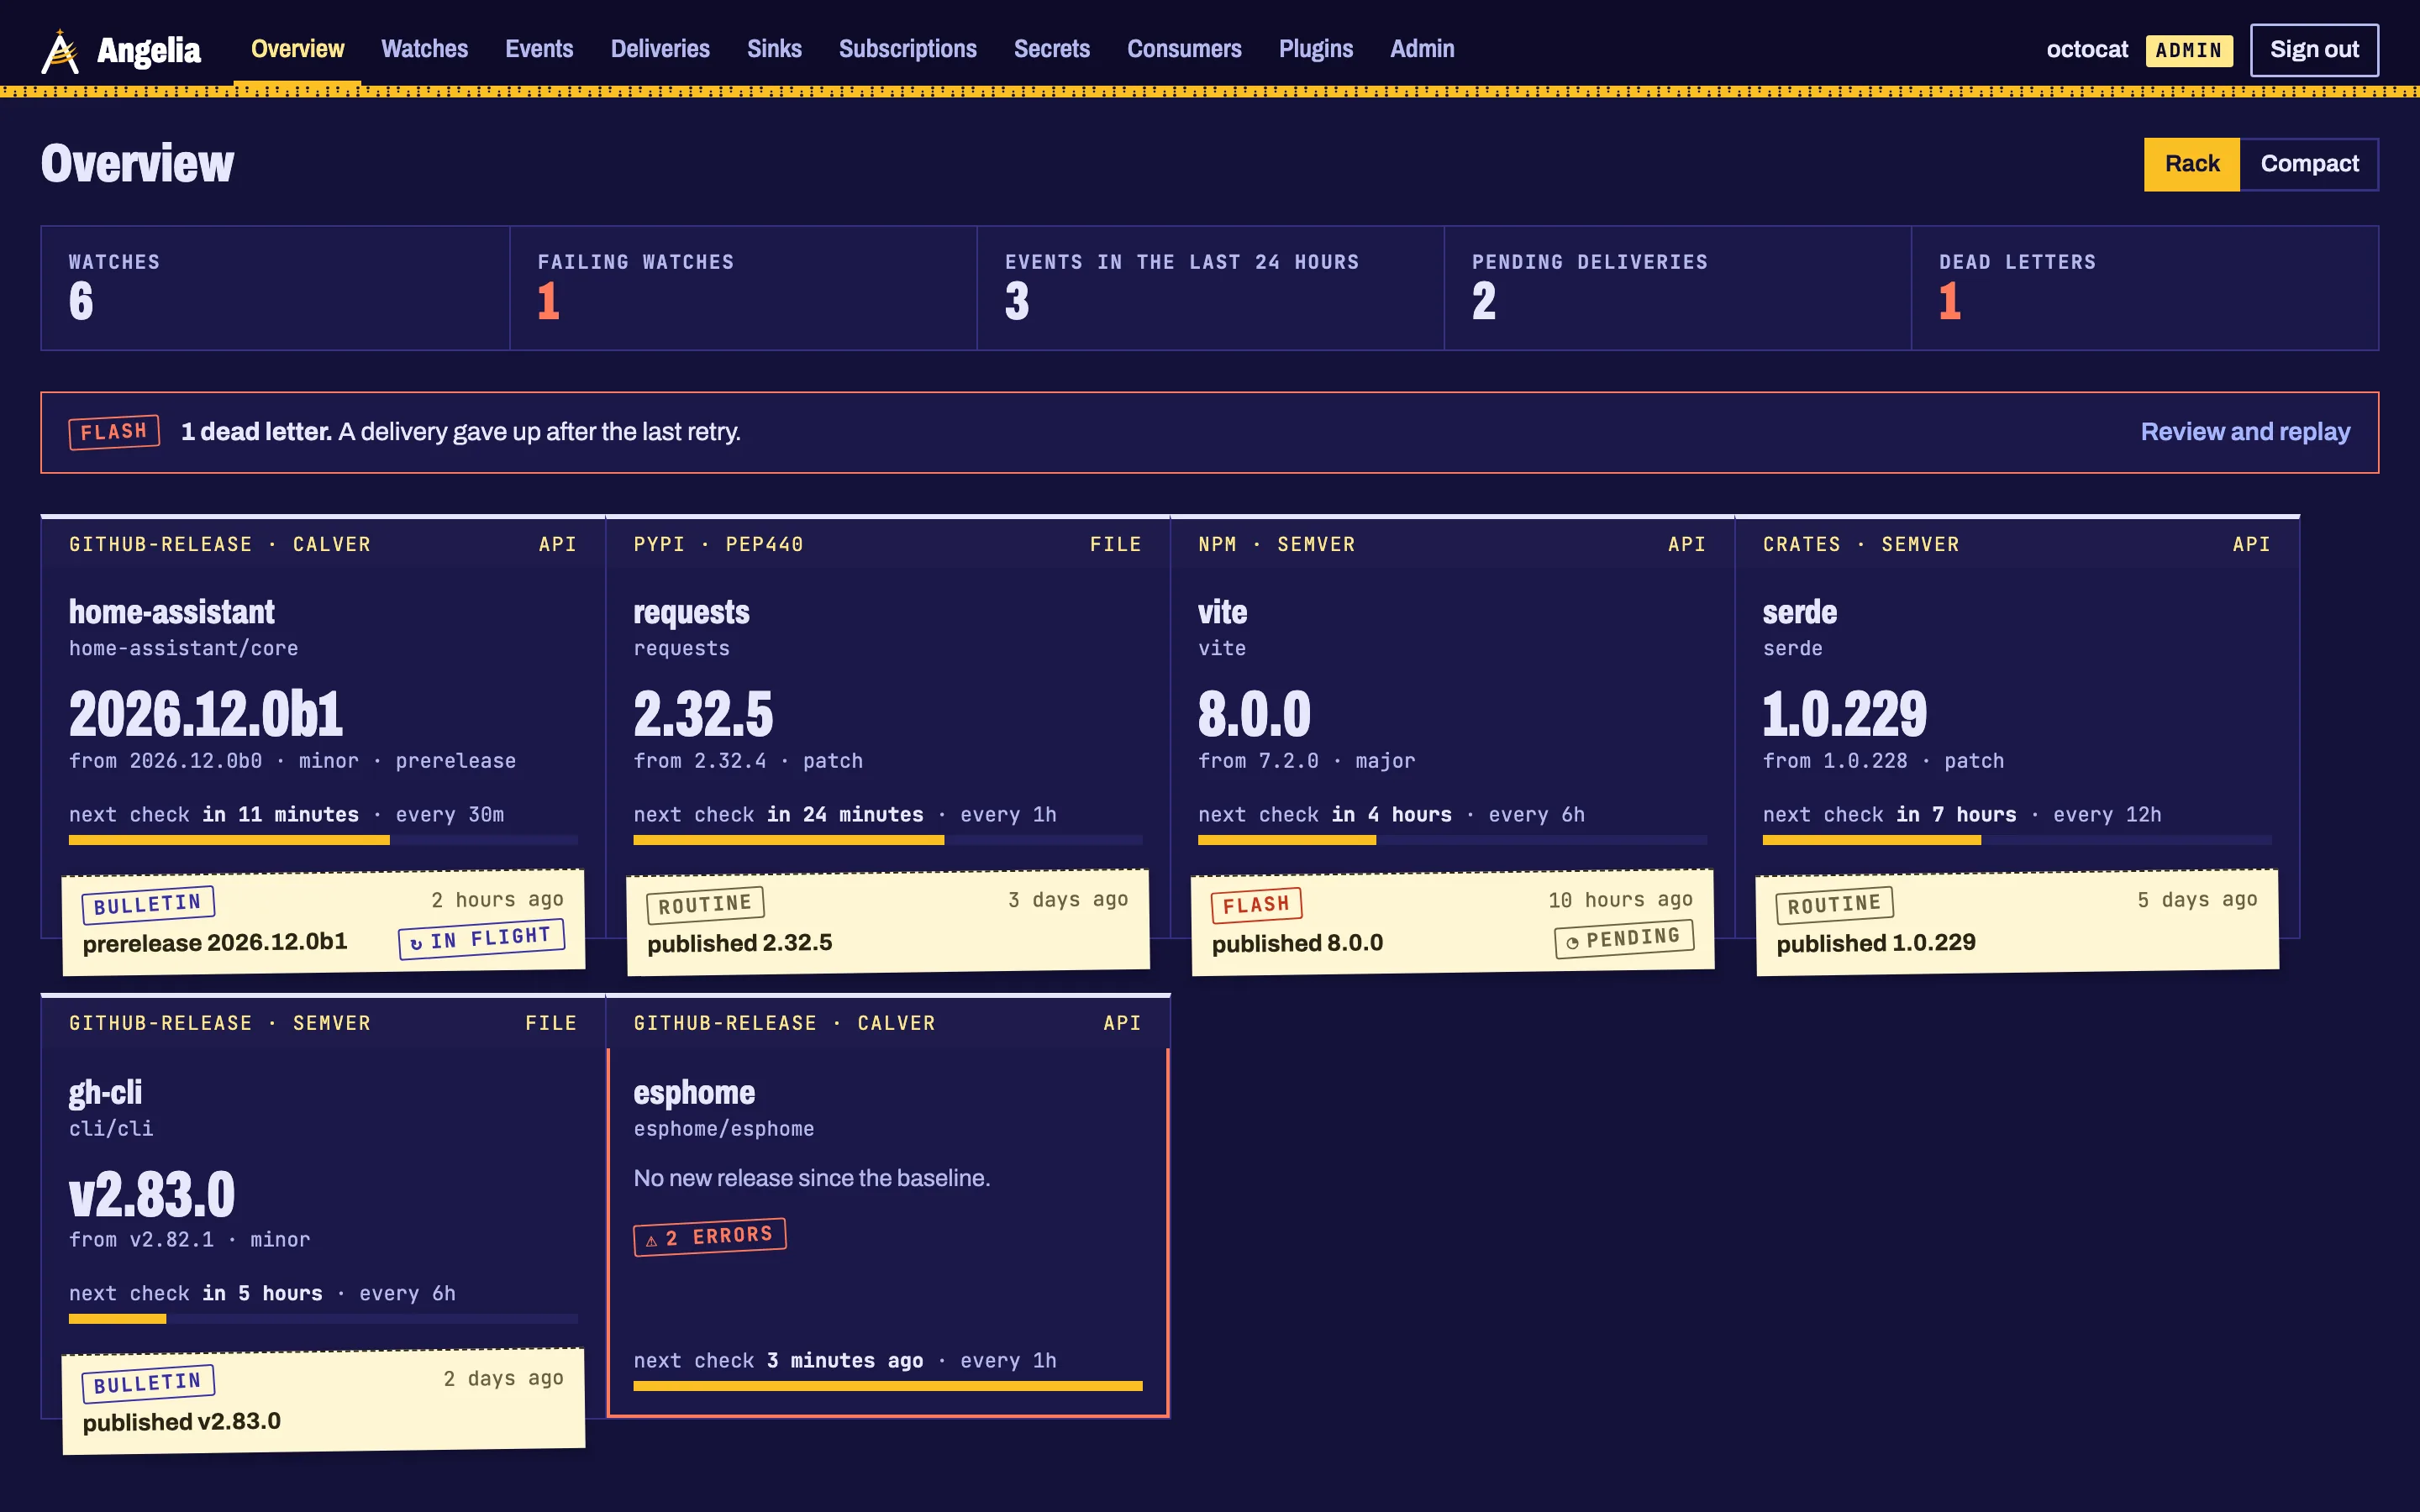 Angelia Overview Watches Events Deliveries Sinks Subscriptions Secrets Consumers Plugins Admin octocat ADMIN Sign out
Overview Rack Compact
WATCHES FAILING WATCHES EVENTS IN THE LAST 24 HOURS PENDING DELIVERIES DEAD LETTERS
6 1 3 2 1
FLASH 1 dead letter. A delivery gave up after the last retry. Review and replay
GITHUB-RELEASE · CALVER API
home-assistant
home-assistant/core
2026.12.0b1
from 2026.12.0b0 · minor · prerelease
next check in 11 minutes · every 30m
BULLETIN 2 hours ago
prerelease 2026.12.0b1 ↻ IN FLIGHT
PYPI · PEP440 FILE
requests
requests
2.32.5
from 2.32.4 · patch
next check in 24 minutes · every 1h
ROUTINE 3 days ago
published 2.32.5
NPM · SEMVER API
vite
vite
8.0.0
from 7.2.0 · major
next check in 4 hours · every 6h
FLASH 10 hours ago
published 8.0.0 ◔ PENDING
CRATES · SEMVER API
serde
serde
1.0.229
from 1.0.228 · patch
next check in 7 hours · every 12h
ROUTINE 5 days ago
published 1.0.229
GITHUB-RELEASE · SEMVER FILE
gh-cli
cli/cli
v2.83.0
from v2.82.1 · minor
next check in 5 hours · every 6h
BULLETIN 2 days ago
published v2.83.0
GITHUB-RELEASE · CALVER API
esphome
esphome/esphome
No new release since the baseline.
⚠ 2 ERRORS
next check 3 minutes ago · every 1h